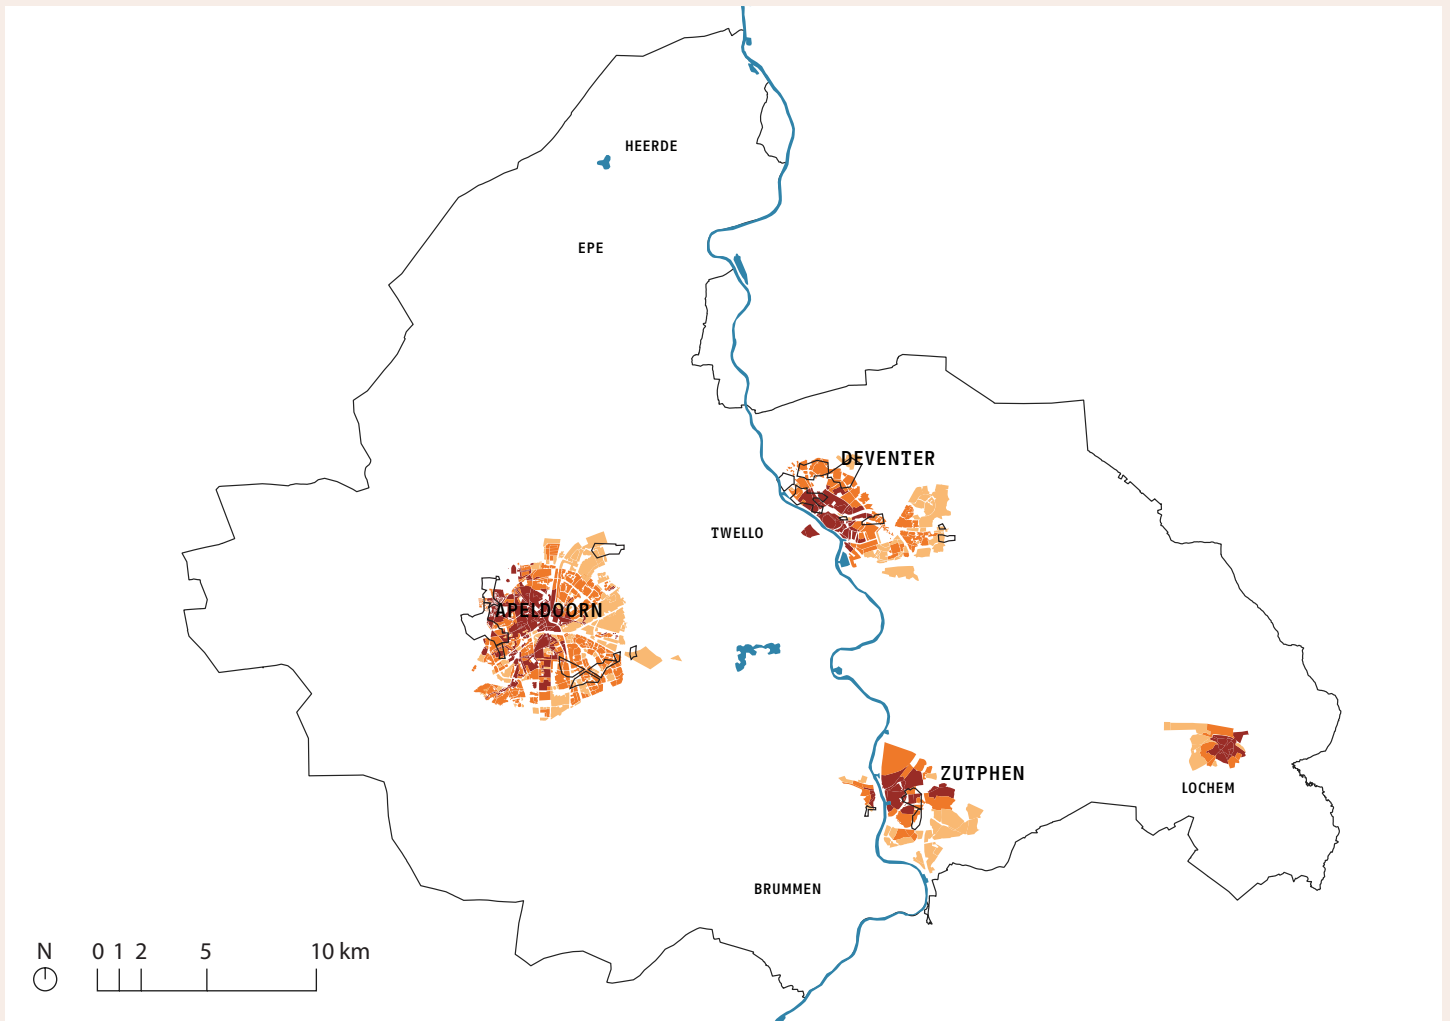 HEERDE
EPE
DEVENTER
TWELLO
APELDOORN
ZUTPHEN
LOCHEM
BRUMMEN
N 0 1 2 5 10 km